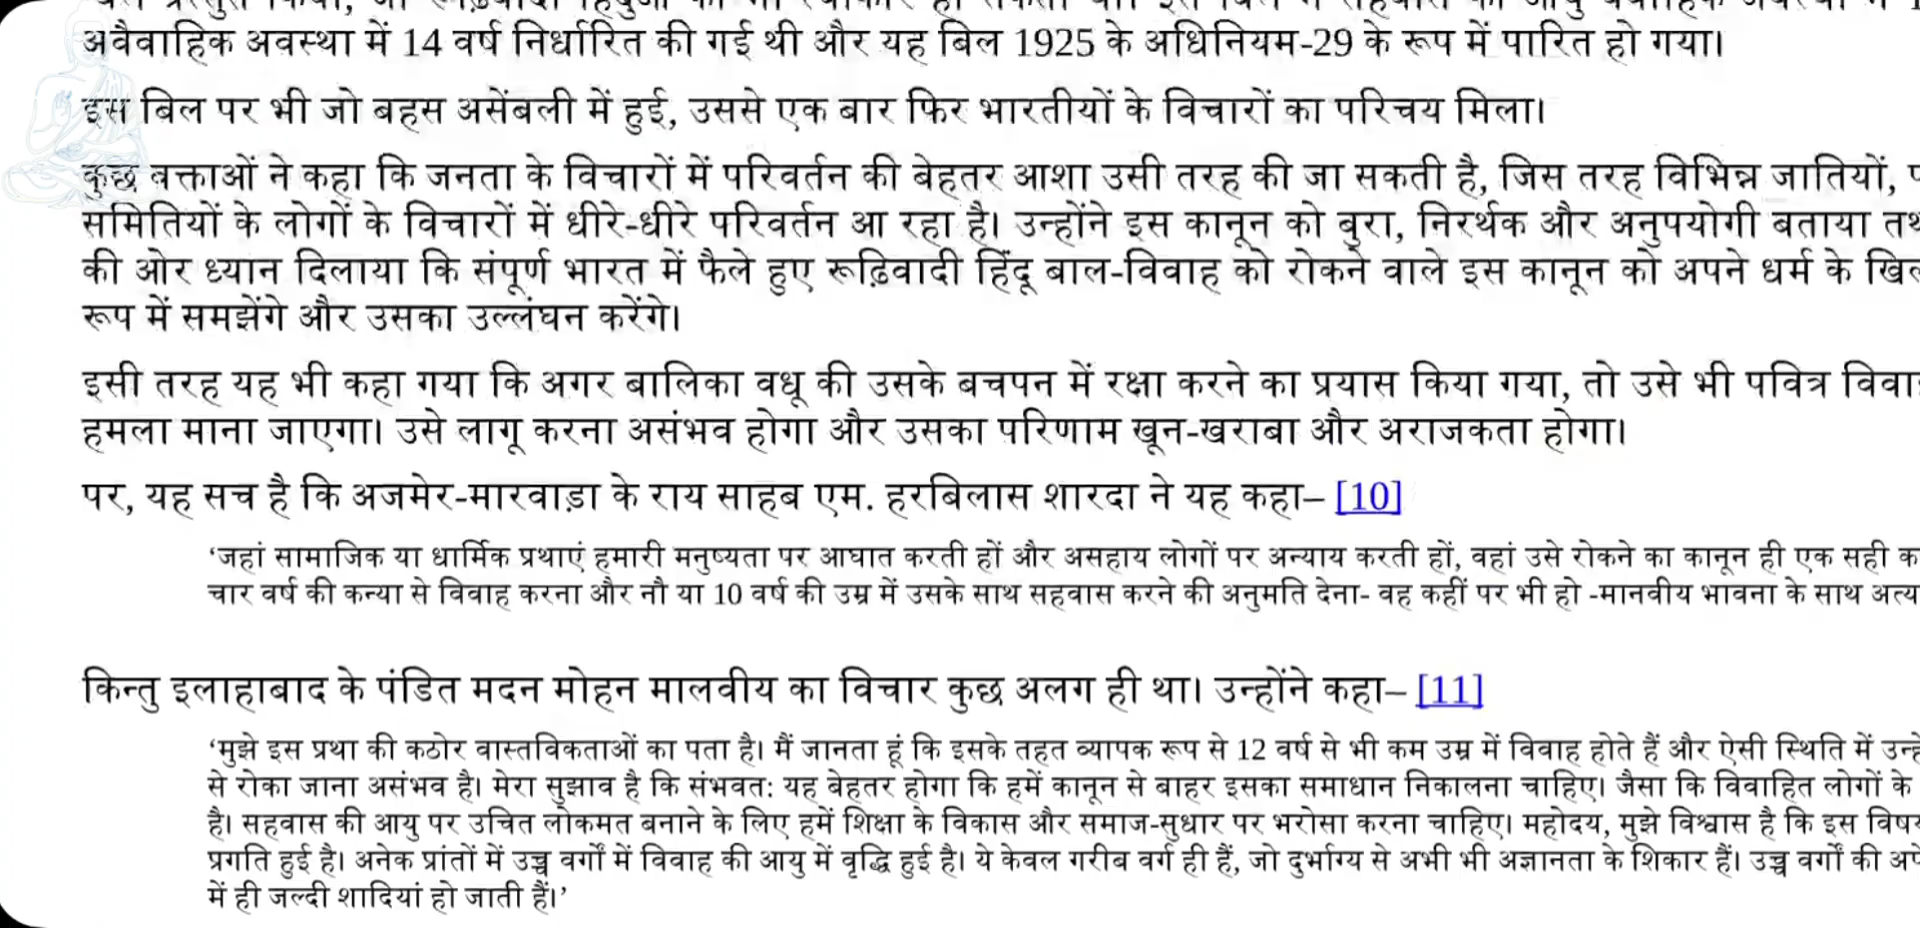 अवैवाहिक अवस्था में 14 वर्ष निर्धारित की गई थी और यह बिल 1925 के अधिनियम-29 के रूप में पारित हो गया।
इस बिल पर भी जो बहस असेंबली में हुई, उससे एक बार फिर भारतीयों के विचारों का परिचय मिला।
कुछ वक्ताओं ने कहा कि जनता के विचारों में परिवर्तन की बेहतर आशा उसी तरह की जा सकती है, जिस तरह विभिन्न जातियों,
समितियों के लोगों के विचारों में धीरे-धीरे परिवर्तन आ रहा है। उन्होंने इस कानून को बुरा, निरर्थक और अनुपयोगी बताया
की ओर ध्यान दिलाया कि संपूर्ण भारत में फैले हुए रूढ़िवादी हिंदू बाल-विवाह को रोकने वाले इस कानून को अपने धर्म के
रूप में समझेंगे और उसका उल्लंघन करेंगे।
इसी तरह यह भी कहा गया कि अगर बालिका वधू की उसके बचपन में रक्षा करने का प्रयास किया गया, तो उसे भी पवित्र
हमला माना जाएगा। उसे लागू करना असंभव होगा और उसका परिणाम खून-खराबा और अराजकता होगा।
पर, यह सच है कि अजमेर-मारवाड़ा के राय साहब एम. हरबिलास शारदा ने यह कहा– [10]
‘जहां सामाजिक या धार्मिक प्रथाएं हमारी मनुष्यता पर आघात करती हों और असहाय लोगों पर अन्याय करती हों, वहां उसे रोकने का कानून ही एक सही
चार वर्ष की कन्या से विवाह करना और नौ या 10 वर्ष की उम्र में उसके साथ सहवास करने की अनुमति देना- वह कहीं पर भी हो -मानवीय भावना के साथ
किन्तु इलाहाबाद के पंडित मदन मोहन मालवीय का विचार कुछ अलग ही था। उन्होंने कहा– [11]
‘मुझे इस प्रथा की कठोर वास्तविकताओं का पता है। मैं जानता हूं कि इसके तहत व्यापक रूप से 12 वर्ष से भी कम उम्र में विवाह होते हैं और ऐसी स्थिति में
से रोका जाना असंभव है। मेरा सुझाव है कि संभवत: यह बेहतर होगा कि हमें कानून से बाहर इसका समाधान निकालना चाहिए। जैसा कि विवाहित लोगों के
है। सहवास की आयु पर उचित लोकमत बनाने के लिए हमें शिक्षा के विकास और समाज-सुधार पर भरोसा करना चाहिए। महोदय, मुझे विश्वास है कि इस
प्रगति हुई है। अनेक प्रांतों में उच्च वर्गों में विवाह की आयु में वृद्धि हुई है। ये केवल गरीब वर्ग ही हैं, जो दुर्भाग्य से अभी भी अज्ञानता के शिकार हैं। उच्च वर्गों की
में ही जल्दी शादियां हो जाती हैं।’